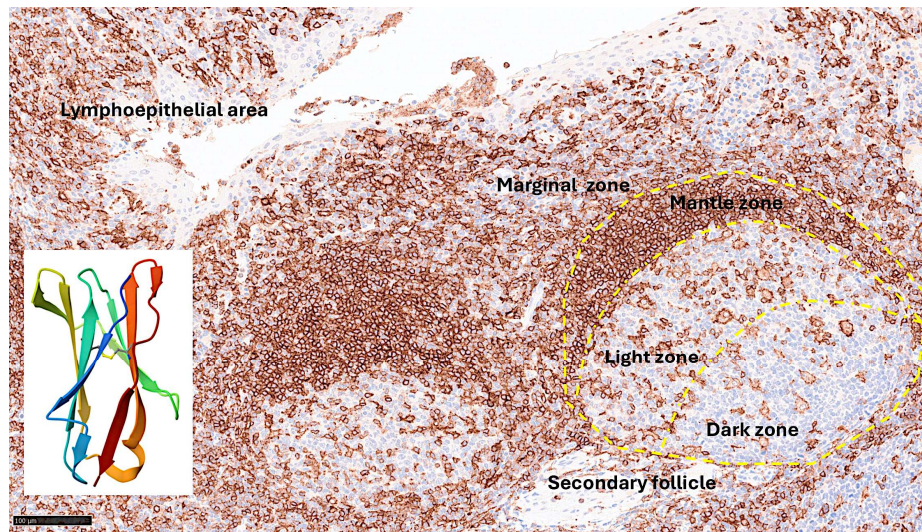 Lymphoepithelial area
Marginal zone
Mantle zone
Light zone
Dark zone
Secondary follicle
100 µm